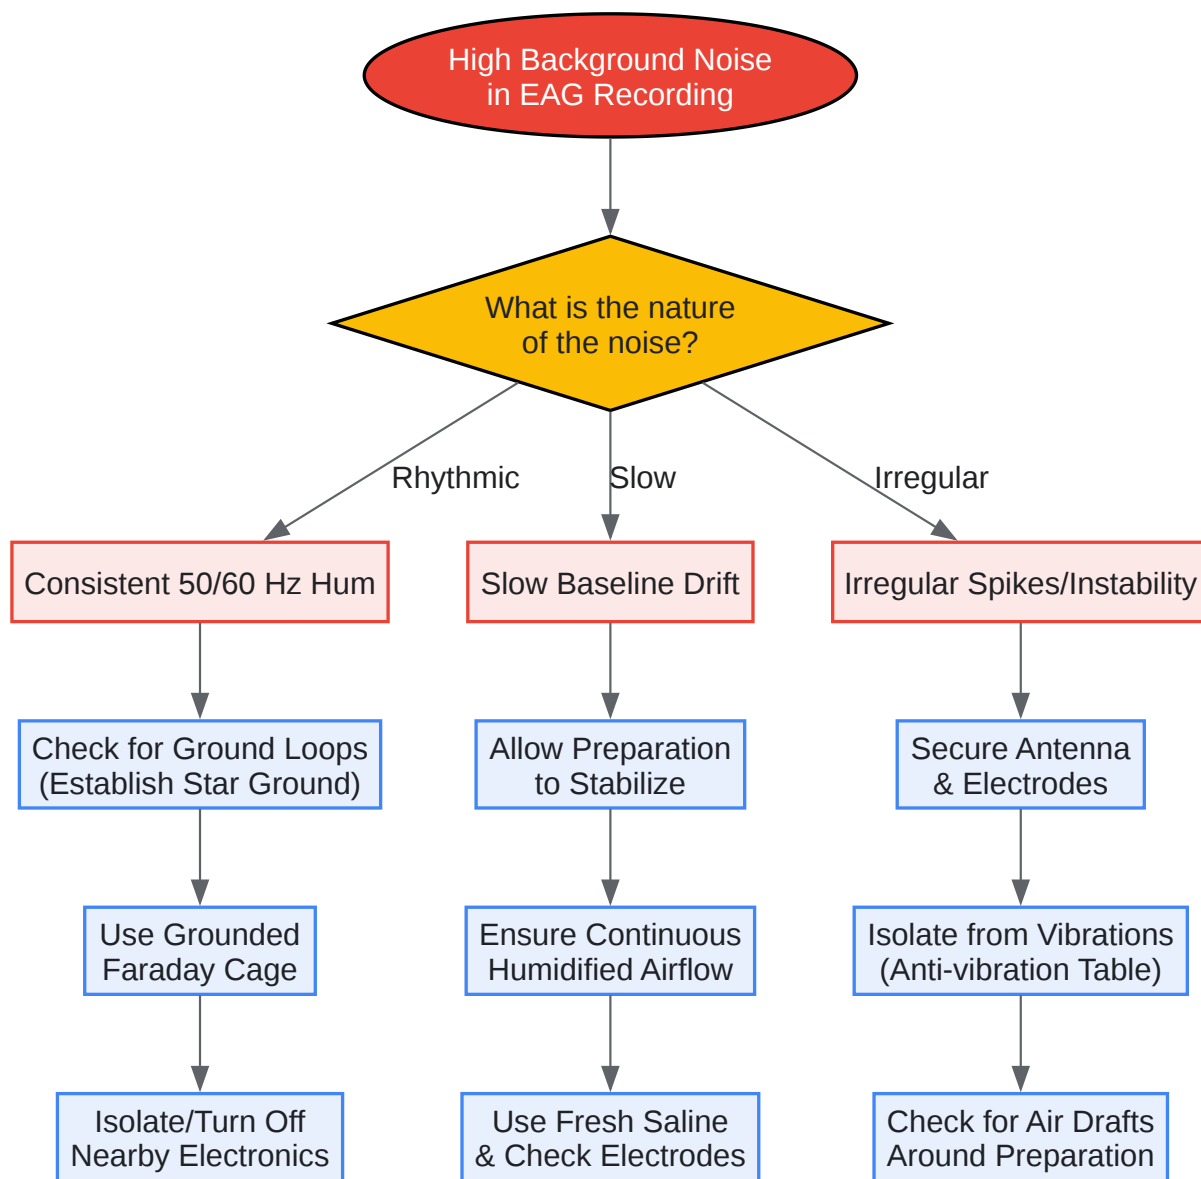 High Background Noise
in EAG Recording
What is the nature
of the noise?
Rhythmic
Slow
Irregular
Consistent 50/60 Hz Hum
Slow Baseline Drift
Irregular Spikes/Instability
Check for Ground Loops
(Establish Star Ground)
Allow Preparation
to Stabilize
Secure Antenna
& Electrodes
Use Grounded
Faraday Cage
Ensure Continuous
Humidified Airflow
Isolate from Vibrations
(Anti-vibration Table)
Isolate/Turn Off
Nearby Electronics
Use Fresh Saline
& Check Electrodes
Check for Air Drafts
Around Preparation